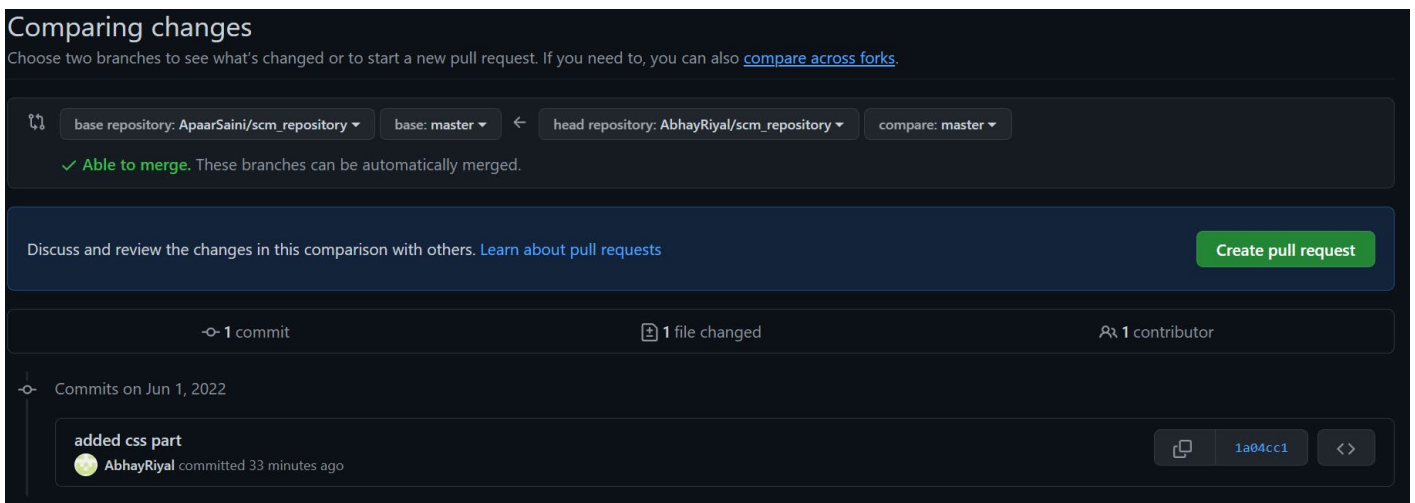 Comparing changes
Choose two branches to see what's changed or to start a new pull request. If you need to, you can also compare across forks.
base repository: ApaarSaini/scm_repository base: master ← head repository: AbhayRiyal/scm_repository compare: master
Able to merge. These branches can be automatically merged.
Discuss and review the changes in this comparison with others. Learn about pull requests Create pull request
1 commit 1 file changed 1 contributor
Commits on Jun 1, 2022
added css part
1a04cc1
AbhayRiyal committed 33 minutes ago